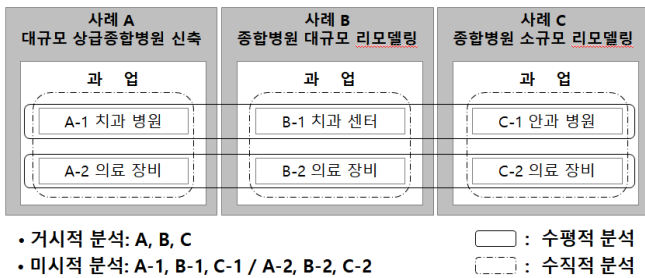 사례 A
대규모 상급종합병원 신축
과 업
A-1 치과 병원
A-2 의료 장비
사례 B
종합병원 대규모 리모델링
과 업
B-1 치과 센터
B-2 의료 장비
사례 C
종합병원 소규모 리모델링
과 업
C-1 안과 병원
C-2 의료 장비
• 거시적 분석: A, B, C
• 미시적 분석: A-1, B-1, C-1 / A-2, B-2, C-2
: 수평적 분석
: 수직적 분석